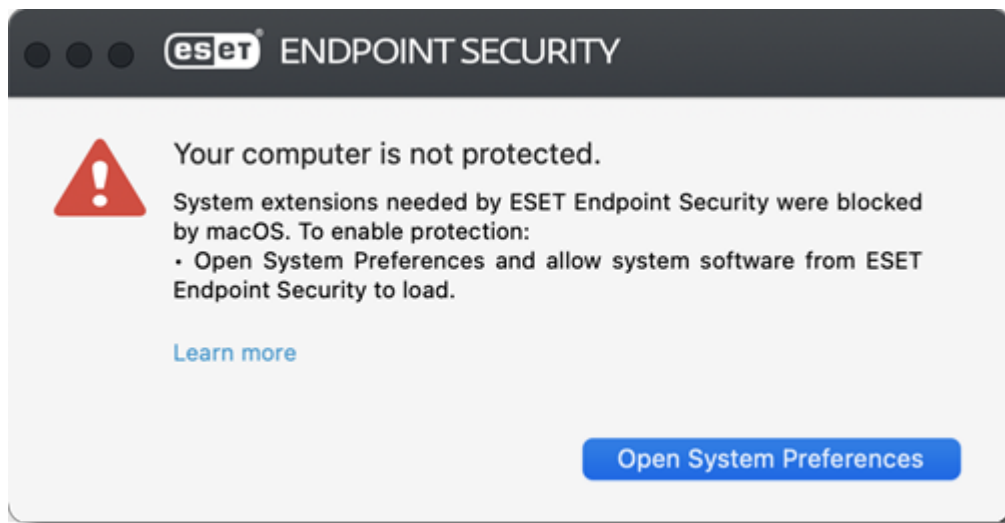 eset® ENDPOINT SECURITY
Your computer is not protected.
System extensions needed by ESET Endpoint Security were blocked
by macOS. To enable protection:
• Open System Preferences and allow system software from ESET
Endpoint Security to load.
Learn more
Open System Preferences